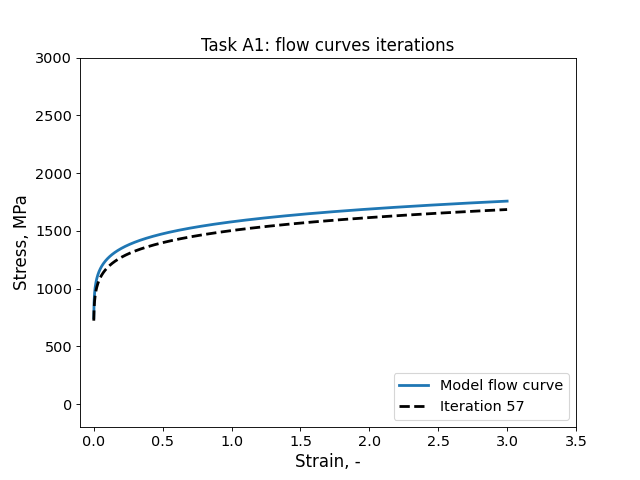 Task A1: flow curves iterations
3000
2500
2000
1500
1000
500
0
Stress, MPa
0.0 0.5 1.0 1.5 2.0 2.5 3.0 3.5
Strain, -
Model flow curve
Iteration 57